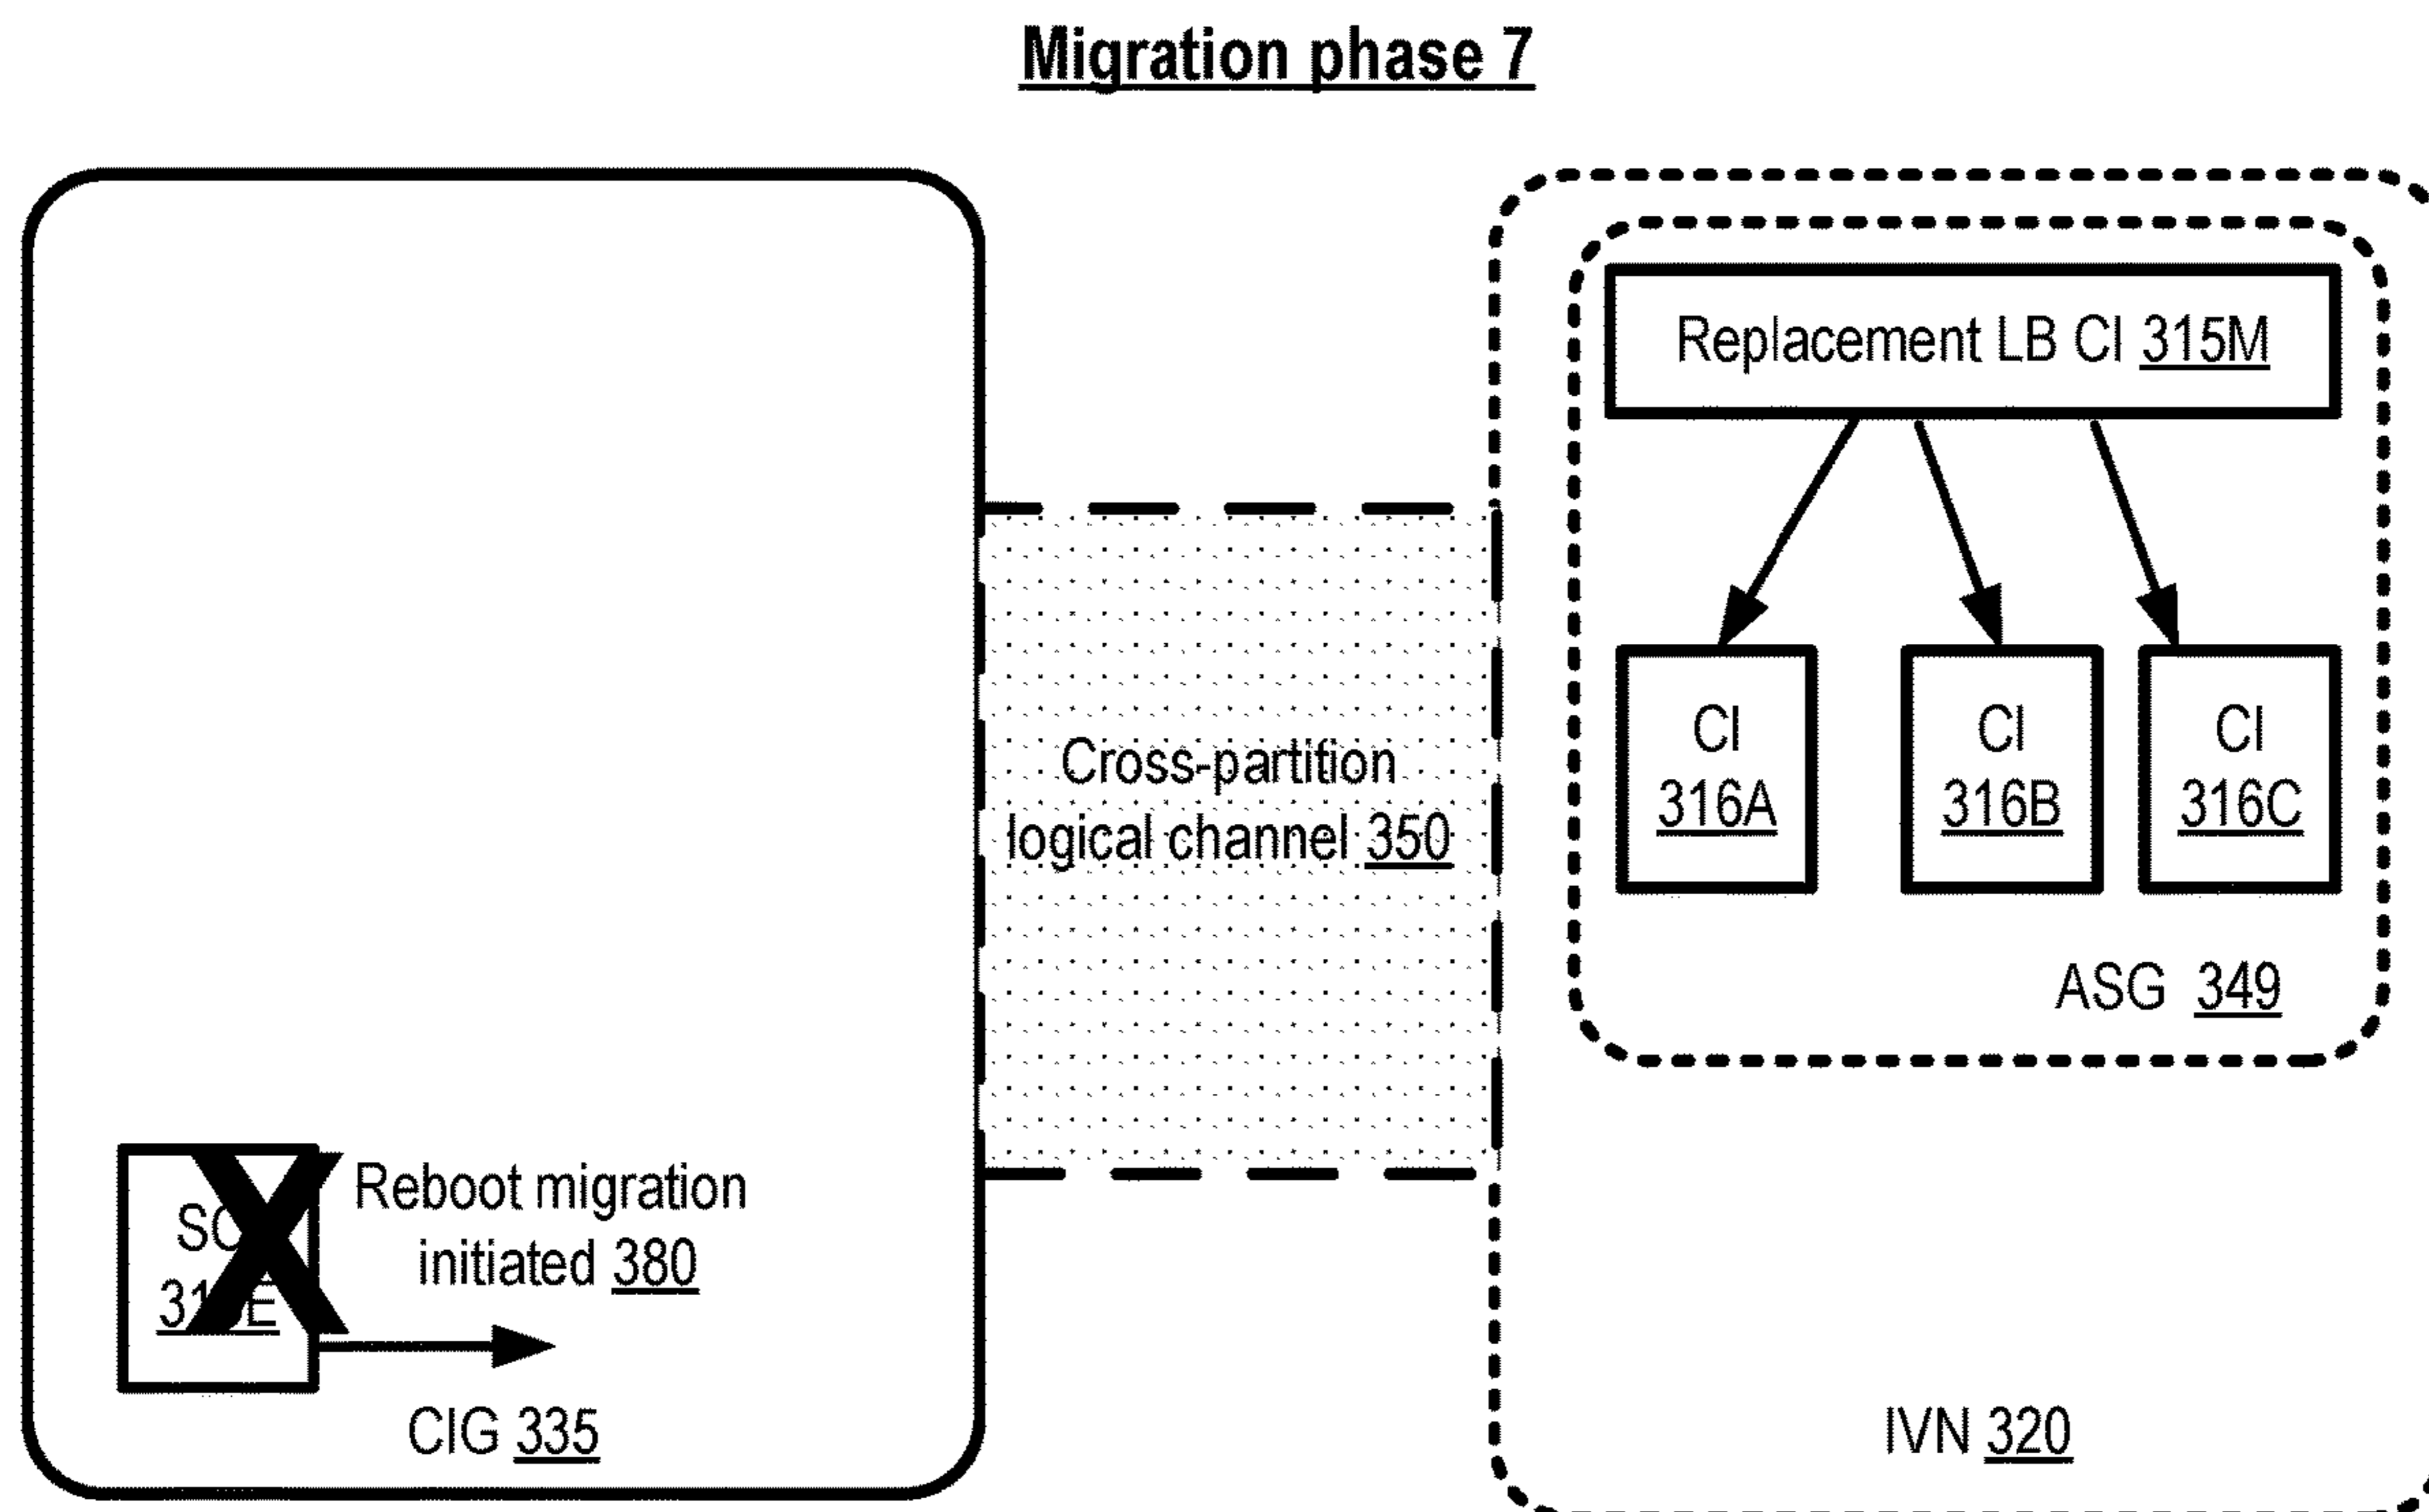 Migration phase 7
Replacement LB CI 315M
CI
316A
CI
316B
CI
316C
Cross-partition
logical channel 350
ASG 349
Reboot migration
initiated 380
CIG 335
IVN 320